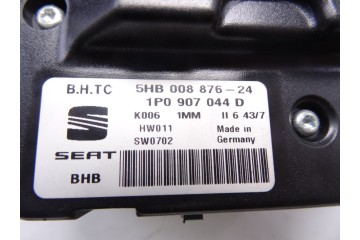 B.H.TC 5HB 008 876-24
1P0 907 044 D
K006 1MM II 6 43/7
HW011 Made in
SW0702 Germany
SEAT
BHB